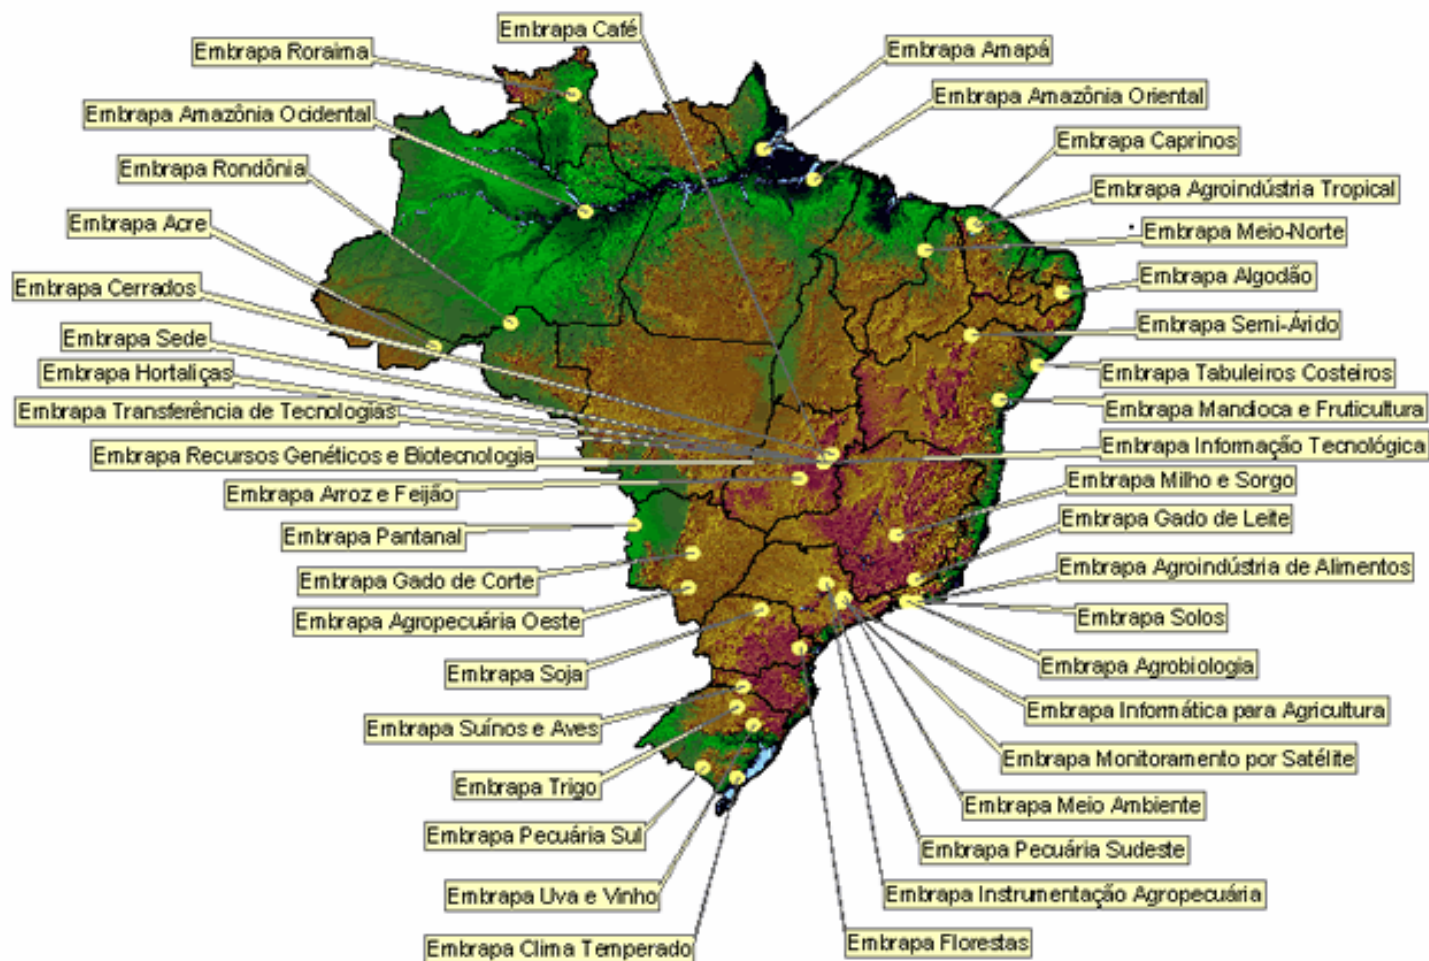 Embrapa Café
Embrapa Roraima
Embrapa Amazônia Ocidental
Embrapa Rondônia
Embrapa Acre
Embrapa Cerrados
Embrapa Sede
Embrapa Hortaliças
Embrapa Transferência de Tecnologias
Embrapa Recursos Genéticos e Biotecnologia
Embrapa Arroz e Feijão
Embrapa Pantanal
Embrapa Gado de Corte
Embrapa Agropecuária Oeste
Embrapa Soja
Embrapa Suínos e Aves
Embrapa Trigo
Embrapa Pecuária Sul
Embrapa Uva e Vinho
Embrapa Clima Temperado
Embrapa Amapá
Embrapa Amazônia Oriental
Embrapa Caprinos
Embrapa Agroindústria Tropical
Embrapa Meio-Norte
Embrapa Algodão
Embrapa Semi-Árido
Embrapa Tabuleiros Costeiros
Embrapa Mandioca e Fruticultura
Embrapa Informação Tecnológica
Embrapa Milho e Sorgo
Embrapa Gado de Leite
Embrapa Agroindústria de Alimentos
Embrapa Solos
Embrapa Agrobiologia
Embrapa Informática para Agricultura
Embrapa Monitoramento por Satélite
Embrapa Meio Ambiente
Embrapa Pecuária Sudeste
Embrapa Instrumentação Agropecuária
Embrapa Florestas